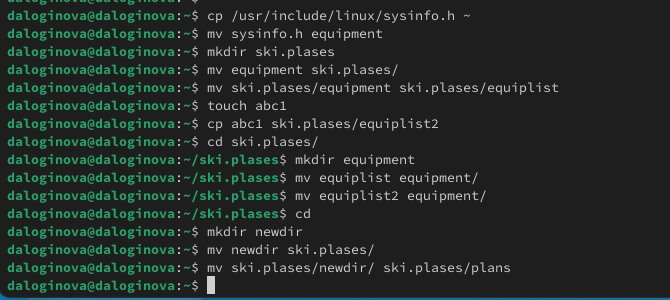 daloginova@daloginova:~$ cp /usr/include/linux/sysinfo.h ~
daloginova@daloginova:~$ mv sysinfo.h equipment
daloginova@daloginova:~$ mkdir ski.plases
daloginova@daloginova:~$ mv equipment ski.plases/
daloginova@daloginova:~$ mv ski.plases/equipment ski.plases/equiplist
daloginova@daloginova:~$ touch abc1
daloginova@daloginova:~$ cp abc1 ski.plases/equiplist2
daloginova@daloginova:~$ cd ski.plases/
daloginova@daloginova:~/ski.plases$ mkdir equipment
daloginova@daloginova:~/ski.plases$ mv equiplist equipment/
daloginova@daloginova:~/ski.plases$ mv equiplist2 equipment/
daloginova@daloginova:~/ski.plases$ cd
daloginova@daloginova:~$ mkdir newdir
daloginova@daloginova:~$ mv newdir ski.plases/
daloginova@daloginova:~$ mv ski.plases/newdir/ ski.plases/plans
daloginova@daloginova:~$